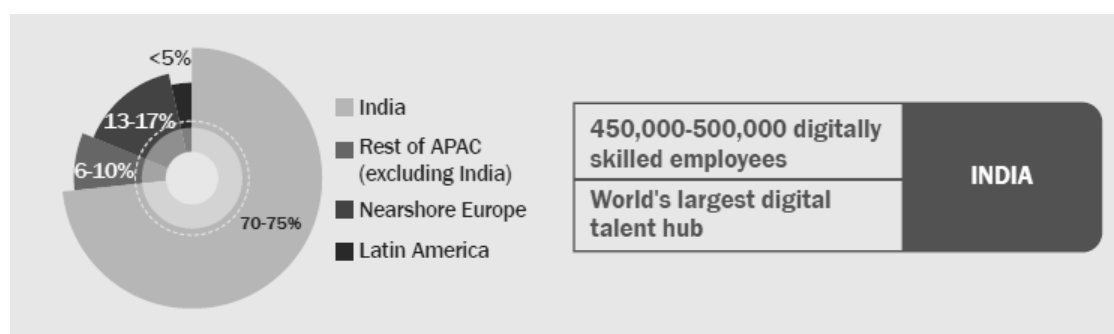 <5%
13-17%
6-10%
70-75%
India
Rest of APAC
(excluding India)
Nearshore Europe
Latin America
450,000-500,000 digitally
skilled employees
World's largest digital
talent hub
INDIA